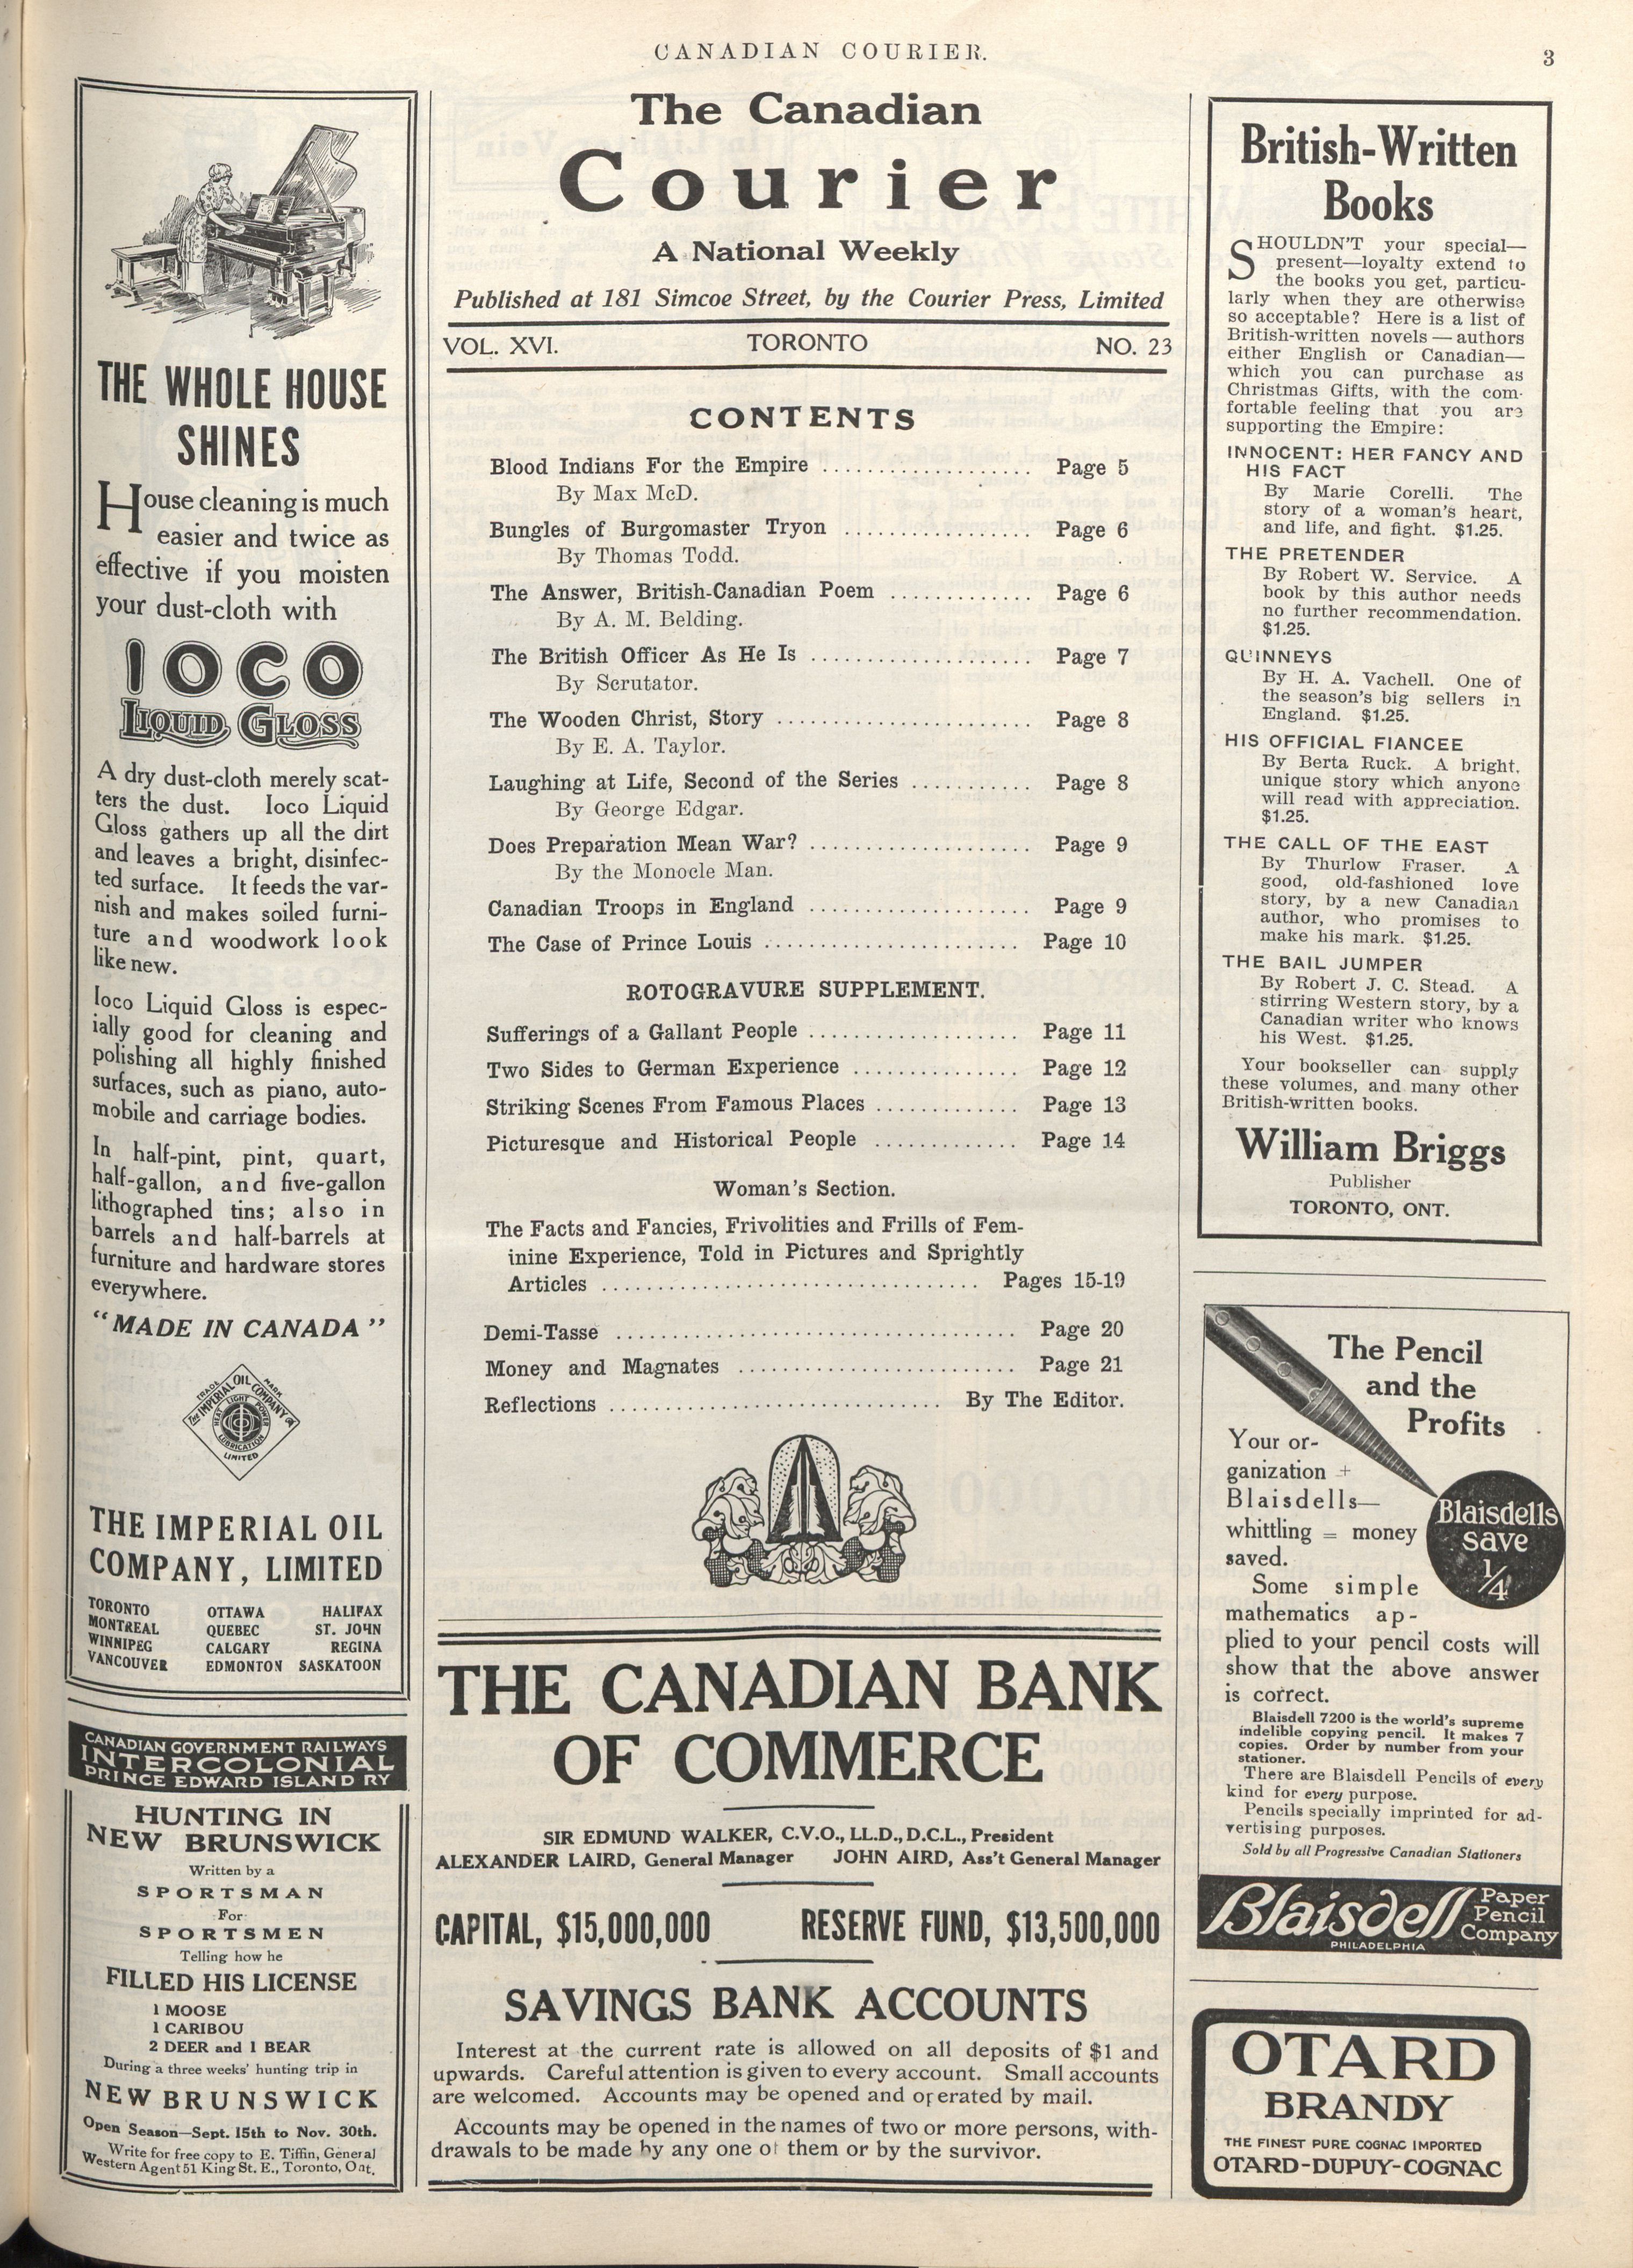 CANADIAN COURIER.
3
THE WHOLE HOUSE
SHINES
House cleaning is much
easier and twice as
effective if you moisten
your dust-cloth with
IOCO
LIQUID GLOSS
A dry dust-cloth merely scat-
ters the dust. Ioco Liquid
Gloss gathers up all the dirt
and leaves a bright, disinfec-
ted surface. It feeds the var-
nish and makes soiled furni-
ture and woodwork look
like new.
Ioco Liquid Gloss is espec-
ially good for cleaning and
polishing all highly finished
surfaces, such as piano, auto-
mobile and carriage bodies.
In half-pint, pint, quart,
half-gallon, and five-gallon
lithographed tins; also in
barrels and half-barrels at
furniture and hardware stores
everywhere.
"MADE IN CANADA"
TRADE MARK
THE IMPERIAL OIL COMPANY
HEAT LIGHT POWER
LUBRICATION
LIMITED
THE IMPERIAL OIL
COMPANY, LIMITED
TORONTO OTTAWA HALIFAX
MONTREAL QUEBEC ST. JOHN
WINNIPEG CALGARY REGINA
VANCOUVER EDMONTON SASKATOON
CANADIAN GOVERNMENT RAILWAYS
INTERCOLONIAL
PRINCE EDWARD ISLAND RY
HUNTING IN
NEW BRUNSWICK
Written by a
SPORTSMAN
For
SPORTSMEN
Telling how he
FILLED HIS LICENSE
1 MOOSE
1 CARIBOU
2 DEER and 1 BEAR
During a three weeks' hunting trip in
NEW BRUNSWICK
Open Season—Sept. 15th to Nov. 30th.
Write for free copy to E. Tiffin, General
Western Agent 51 King St. E., Toronto, Ont.
The Canadian
Courier
A National Weekly
Published at 181 Simcoe Street, by the Courier Press, Limited
VOL. XVI. TORONTO NO. 23
CONTENTS
Blood Indians For the Empire .................... Page 5
By Max McD.
Bungles of Burgomaster Tryon .................. Page 6
By Thomas Todd.
The Answer, British-Canadian Poem ............. Page 6
By A. M. Belding.
The British Officer As He Is ..................... Page 7
By Scrutator.
The Wooden Christ, Story ........................ Page 8
By E. A. Taylor.
Laughing at Life, Second of the Series ........... Page 8
By George Edgar.
Does Preparation Mean War? ..................... Page 9
By the Monocle Man.
Canadian Troops in England ..................... Page 9
The Case of Prince Louis ........................ Page 10
ROTOGRAVURE SUPPLEMENT.
Sufferings of a Gallant People .................... Page 11
Two Sides to German Experience ................ Page 12
Striking Scenes From Famous Places ............. Page 13
Picturesque and Historical People ............. Page 14
Woman's Section.
The Facts and Fancies, Frivolities and Frills of Fem-
inine Experience, Told in Pictures and Sprightly
Articles .................................... Pages 15-19
Demi-Tasse ...................................... Page 20
Money and Magnates .......................... Page 21
Reflections ................................ By The Editor.
THE CANADIAN BANK
OF COMMERCE
SIR EDMUND WALKER, C.V.O., LL.D., D.C.L., President
ALEXANDER LAIRD, General Manager JOHN AIRD, Ass't General Manager
CAPITAL, $15,000,000 RESERVE FUND, $13,500,000
SAVINGS BANK ACCOUNTS
Interest at the current rate is allowed on all deposits of $1 and
upwards. Careful attention is given to every account. Small accounts
are welcomed. Accounts may be opened and operated by mail.
Accounts may be opened in the names of two or more persons, with-
drawals to be made by any one of them or by the survivor.
British-Written
Books
SHOULDN'T your special—
present—loyalty extend to
the books you get, particu-
larly when they are otherwise
so acceptable? Here is a list of
British-written novels — authors
either English or Canadian—
which you can purchase as
Christmas Gifts, with the com-
fortable feeling that you are
supporting the Empire:
INNOCENT: HER FANCY AND
HIS FACT
By Marie Corelli. The
story of a woman's heart,
and life, and fight. $1.25.
THE PRETENDER
By Robert W. Service. A
book by this author needs
no further recommendation.
$1.25.
QUINNEYS
By H. A. Vachell. One of
the season's big sellers in
England. $1.25.
HIS OFFICIAL FIANCEE
By Berta Ruck. A bright,
unique story which anyone
will read with appreciation.
$1.25.
THE CALL OF THE EAST
By Thurlow Fraser. A
good, old-fashioned love
story, by a new Canadian
author, who promises to
make his mark. $1.25.
THE BAIL JUMPER
By Robert J. C. Stead. A
stirring Western story, by a
Canadian writer who knows
his West. $1.25.
Your bookseller can supply
these volumes, and many other
British-written books.
William Briggs
Publisher
TORONTO, ONT.
The Pencil
and the
Profits
Your or-
ganization +
Blaisdells—
whittling = money
saved.
Blaisdells
save
1/4
Some simple
mathematics ap-
plied to your pencil costs will
show that the above answer
is correct.
Blaisdell 7200 is the world's supreme
indelible copying pencil. It makes 7
copies. Order by number from your
stationer.
There are Blaisdell Pencils of every
kind for every purpose.
Pencils specially imprinted for ad-
vertising purposes.
Sold by all Progressive Canadian Stationers
Blaisdell Paper
Pencil
Company
PHILADELPHIA
OTARD
BRANDY
THE FINEST PURE COGNAC IMPORTED
OTARD-DUPUY-COGNAC